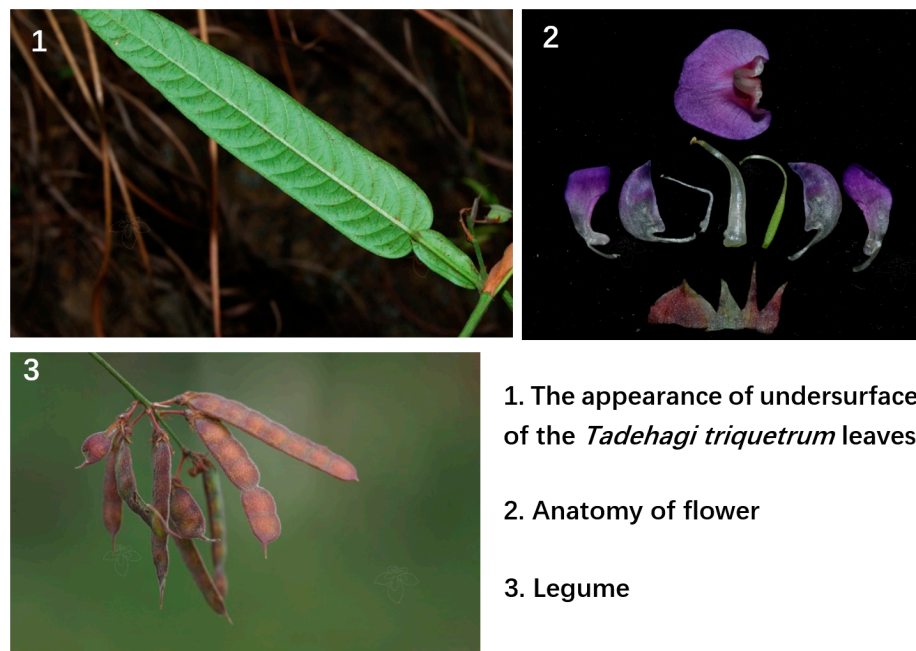 1
2
3
1. The appearance of undersurface
of the Tadehagi triquetrum leaves
2. Anatomy of flower
3. Legume